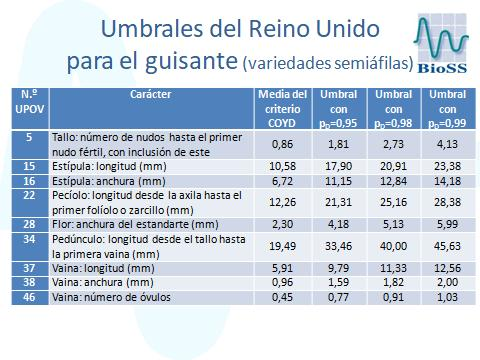 Umbrales del Reino Unido
para el guisante (variedades semiáfilas)
BioSS
N.º UPOV Carácter Media del criterio COYD Umbral con pD=0,95 Umbral con pD=0,98 Umbral con pD=0,99
5 Tallo: número de nudos hasta el primer nudo fértil, con inclusión de este 0,86 1,81 2,73 4,13
15 Estípula: longitud (mm) 10,58 17,90 20,91 23,38
16 Estípula: anchura (mm) 6,72 11,15 12,84 14,18
22 Pecíolo: longitud desde la axila hasta el primer folíolo or zarcillo (mm) 12,26 21,31 25,16 28,38
28 Flor: anchura del estandarte (mm) 2,30 4,18 5,13 5,99
34 Pedúnculo: longitud desde el tallo hasta la primera vaina (mm) 19,49 33,46 40,00 45,63
37 Vaina: longitud (mm) 5,91 9,79 11,33 12,56
38 Vaina: anchura (mm) 0,96 1,59 1,82 2,00
46 Vaina: número de óvulos 0,45 0,77 0,91 1,03